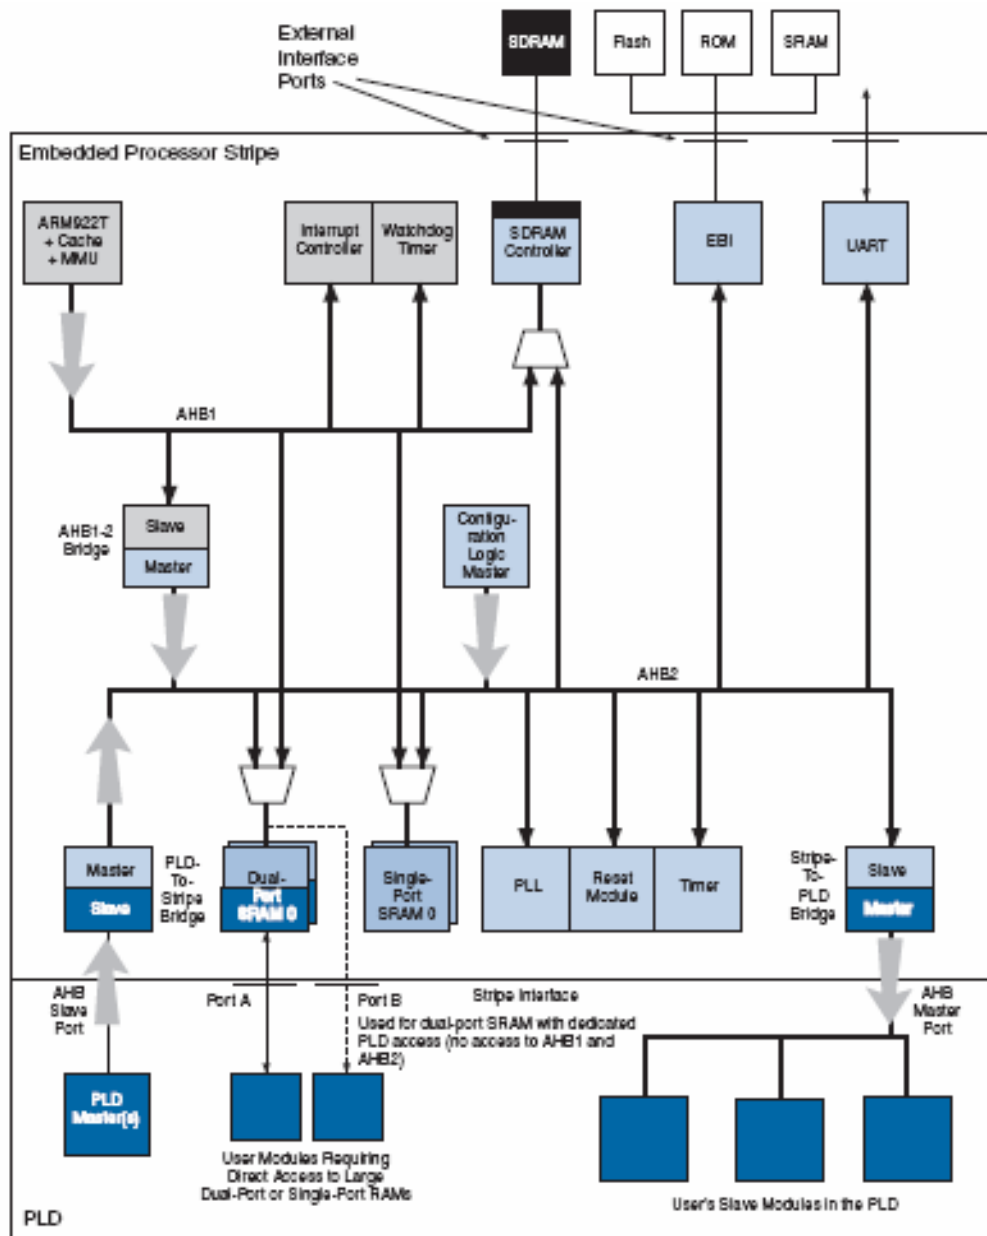 External
Interface
Ports
SDRAM
Flash
ROM
SRAM
Embedded Processor Stripe
ARM922T
+ Cache
+ MMU
Interrupt
Controller
Watchdog
Timer
SDRAM
Controller
EBI
UART
AHB1
AHB1-2
Bridge
Slave
Master
Configu-
ration
Logic
Master
AHB2
Master
Slave
PLD-
To-
Stripe
Bridge
Dual-
Port
SRAM 0
Single-
Port
SRAM 0
PLL
Reset
Module
Timer
Stripe-
To-
PLD
Bridge
Slave
Master
AHB
Slave
Port
Port A
Port B
Stripe Interface
Used for dual-port SRAM with dedicated
PLD access (no access to AHB1 and
AHB2)
AHB
Master
Port
PLD
Master(s)
User Modules Requiring
Direct Access to Large
Dual-Port or Single-Port RAMs
User's Slave Modules in the PLD
PLD